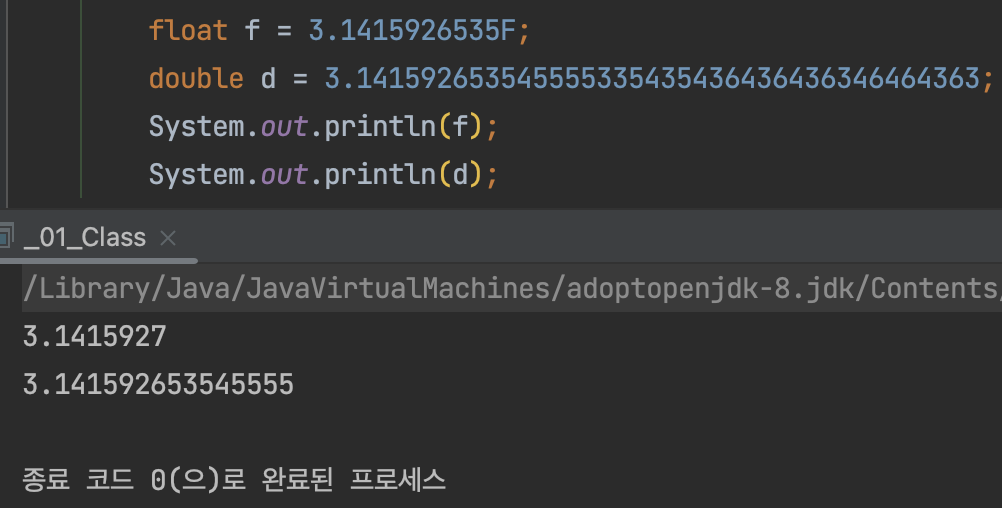 float f = 3.1415926535F;
double d = 3.141592653545555335435436436436346464363;
System.out.println(f);
System.out.println(d);
_01_Class ×
/Library/Java/JavaVirtualMachines/adoptopenjdk-8.jdk/Contents/
3.1415927
3.141592653545555
종료 코드 0(으)로 완료된 프로세스